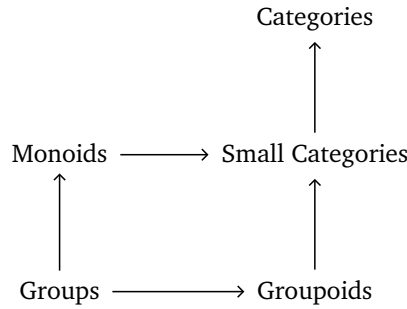 Categories
Monoids
Small Categories
Groups
Groupoids